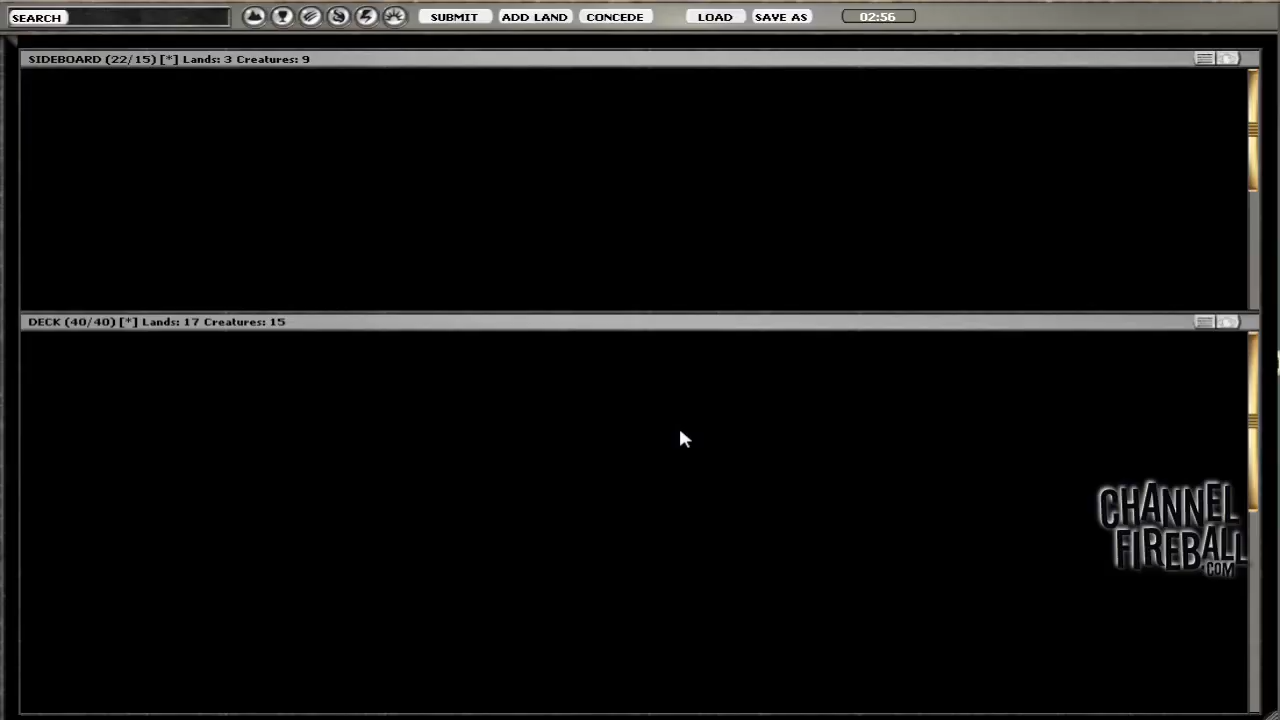 SEARCH SUBMIT ADD LAND CONCEDE LOAD SAVE AS 02:56
SIDEBOARD (22/15) [*] Lands: 3 Creatures: 9
DECK (40/40) [*] Lands: 17 Creatures: 15
CHANNEL
FIREBALL
.COM